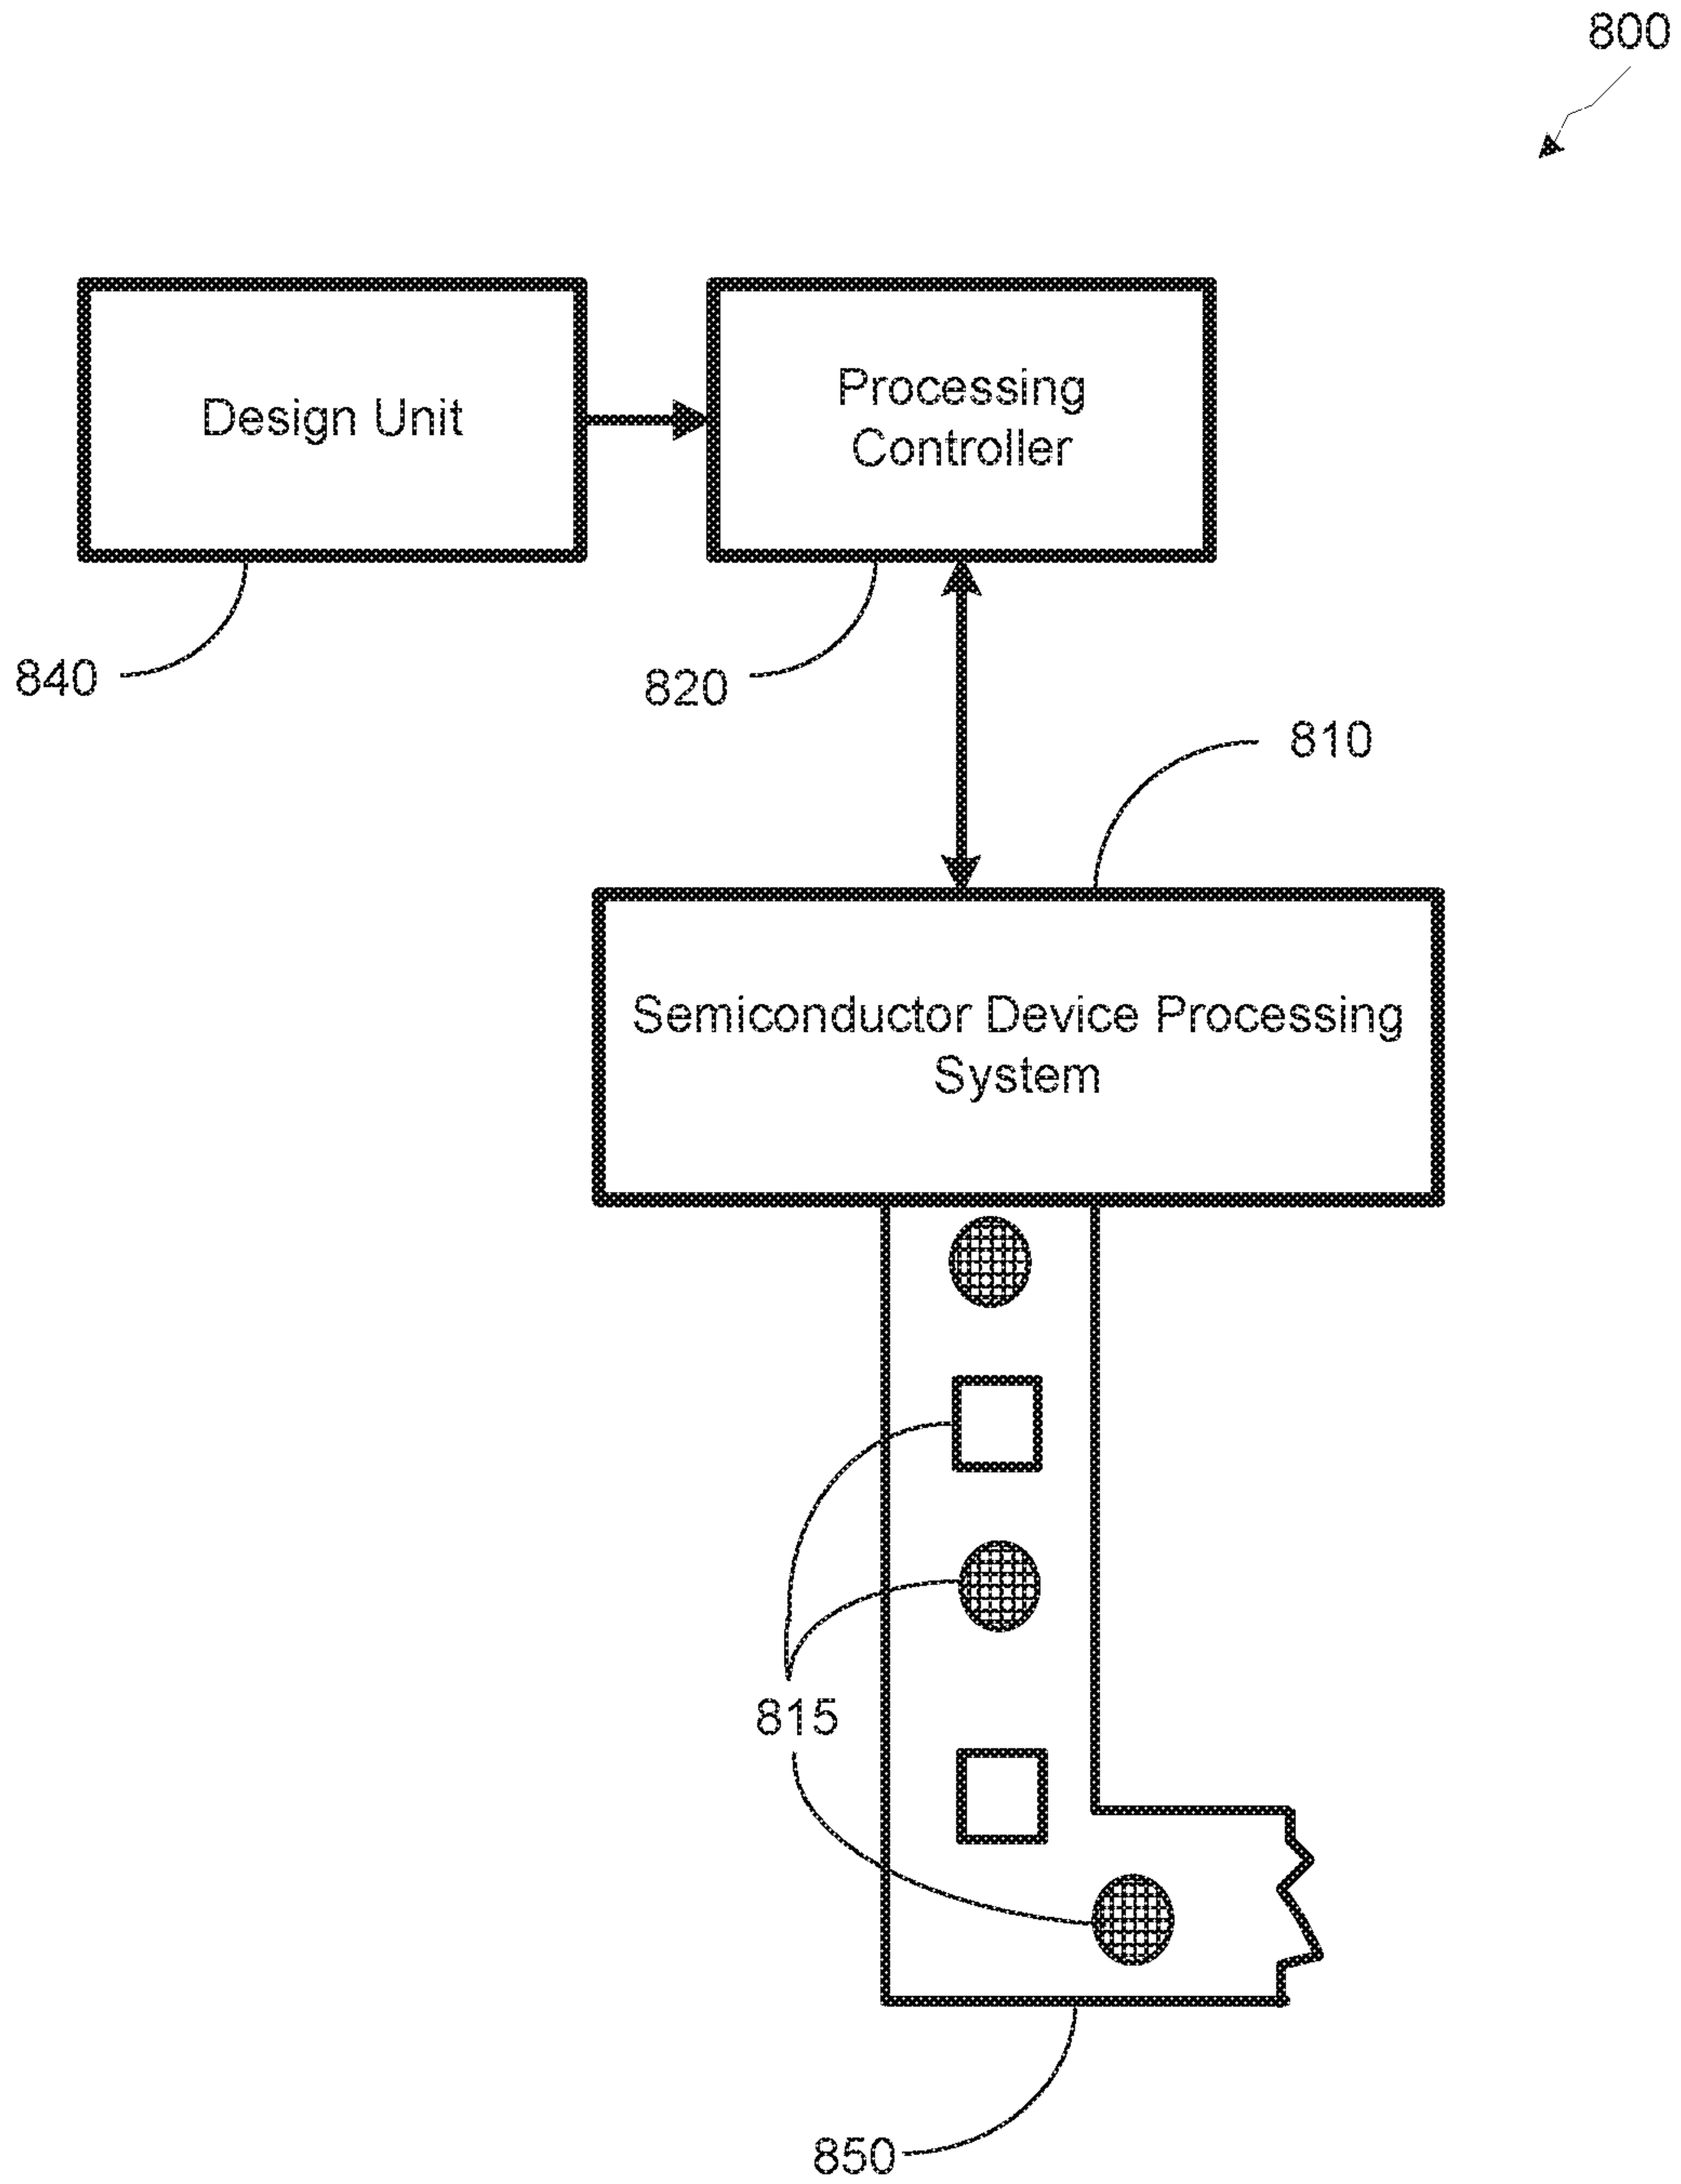 800
Design Unit
Processing
Controller
840
820
810
Semiconductor Device Processing
System
815
850